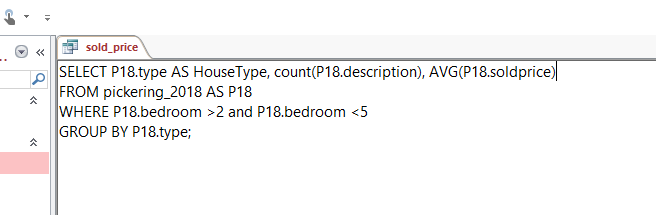 sold_price
SELECT P18.type AS HouseType, count(P18.description), AVG(P18.soldprice)
FROM pickering_2018 AS P18
WHERE P18.bedroom >2 and P18.bedroom <5
GROUP BY P18.type;